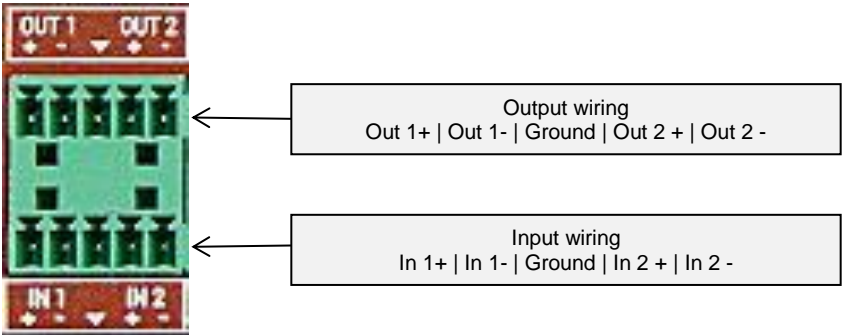 OUT 1 OUT 2
+ - ▼ + -
Output wiring
Out 1+ | Out 1- | Ground | Out 2 + | Out 2 -
Input wiring
In 1+ | In 1- | Ground | In 2 + | In 2 -
IN 1 IN 2
+ - ▼ + -